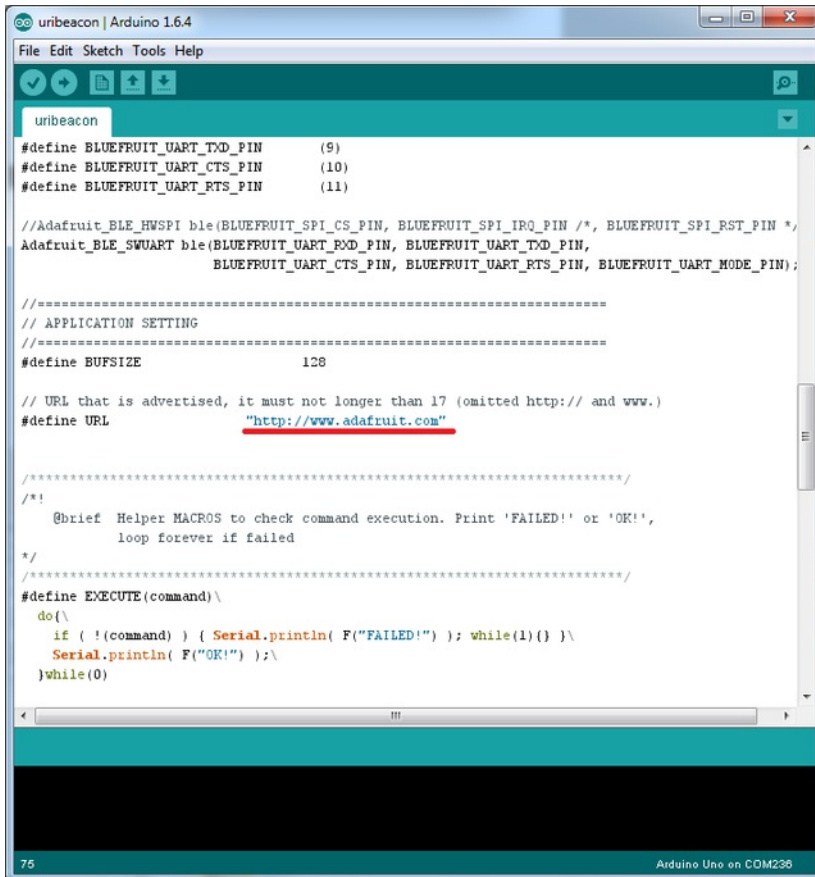 uribeacon | Arduino 1.6.4
File Edit Sketch Tools Help
uribeacon
#define BLUEFRUIT_UART_TXD_PIN (9)
#define BLUEFRUIT_UART_CTS_PIN (10)
#define BLUEFRUIT_UART_RTS_PIN (11)
//Adafruit_BLE_HWSPI ble(BLUEFRUIT_SPI_CS_PIN, BLUEFRUIT_SPI_IRQ_PIN /*, BLUEFRUIT_SPI_RST_PIN */
Adafruit_BLE_SWUART ble(BLUEFRUIT_UART_RXD_PIN, BLUEFRUIT_UART_TXD_PIN,
BLUEFRUIT_UART_CTS_PIN, BLUEFRUIT_UART_RTS_PIN, BLUEFRUIT_UART_MODE_PIN);
//=========================================================================
// APPLICATION SETTING
//=========================================================================
#define BUFSIZE 128
// URL that is advertised, it must not longer than 17 (omitted http:// and www.)
#define URL "http://www.adafruit.com"
/****************************************************************************/
/*!
@brief Helper MACROS to check command execution. Print 'FAILED!' or 'OK!',
loop forever if failed
*/
/****************************************************************************/
#define EXECUTE(command)\
do{\
if ( !(command) ) { Serial.println( F("FAILED!") ); while(1){} }\
Serial.println( F("OK!") );\
}while(0)
75
Arduino Uno on COM236